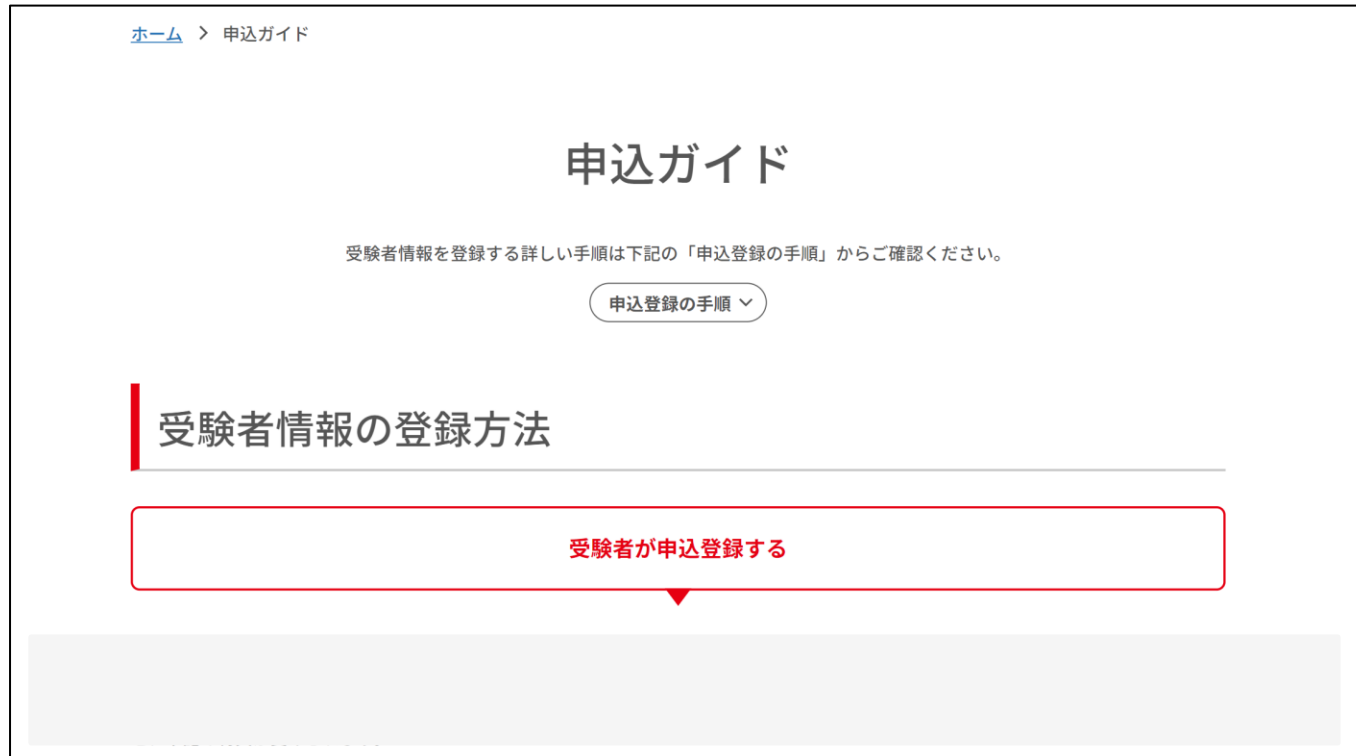 ホーム > 申込ガイド
申込ガイド
受験者情報を登録する詳しい手順は下記の「申込登録の手順」からご確認ください。
申込登録の手順
受験者情報の登録方法
受験者が申込登録する